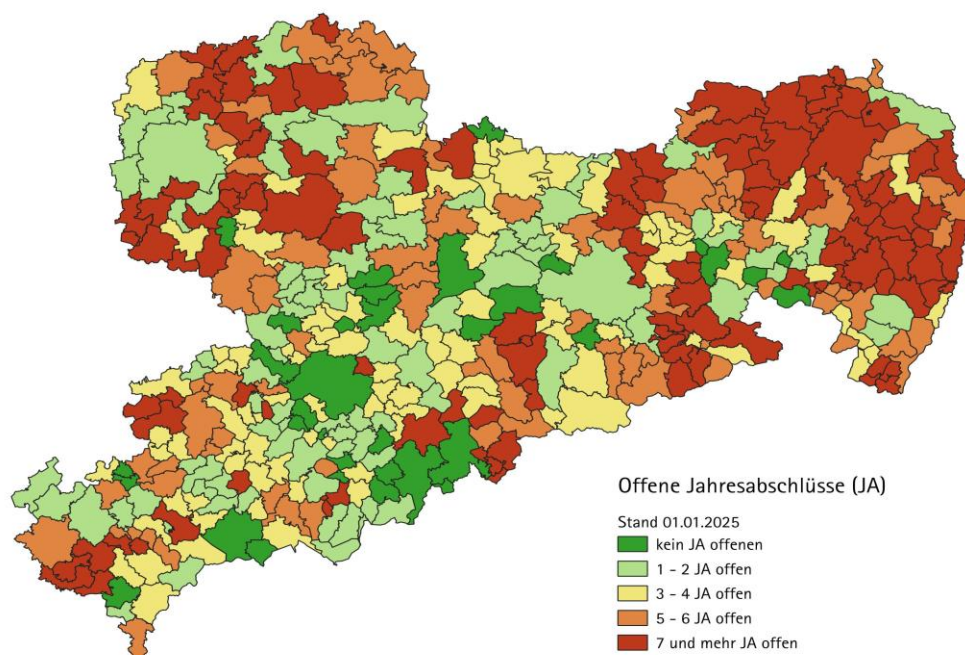 Offene Jahresabschlüsse (JA)
Stand 01.01.2025
kein JA offenen
1 - 2 JA offen
3 - 4 JA offen
5 - 6 JA offen
7 und mehr JA offen